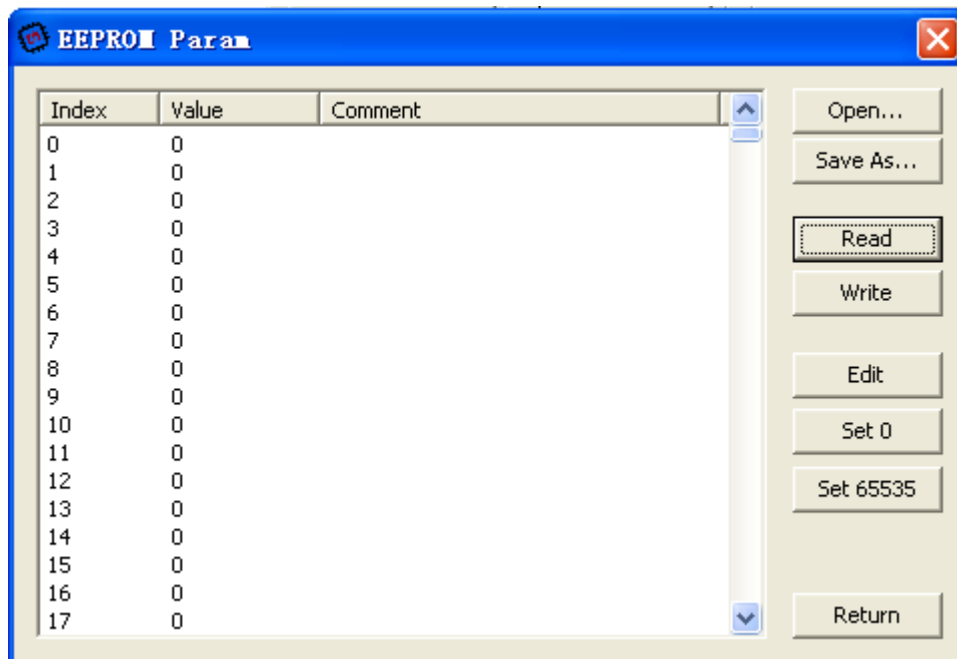 EEPROM Param
Index Value Comment
0 0
1 0
2 0
3 0
4 0
5 0
6 0
7 0
8 0
9 0
10 0
11 0
12 0
13 0
14 0
15 0
16 0
17 0
Open...
Save As...
Read
Write
Edit
Set 0
Set 65535
Return